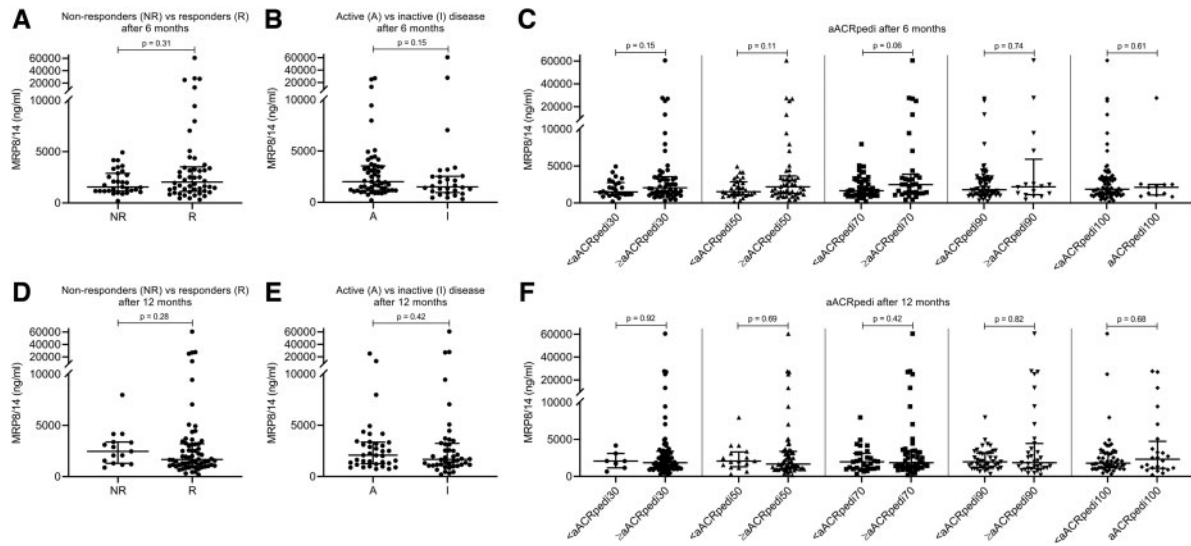 A
Non-responders (NR) vs responders (R)
after 6 months
p = 0.31
60000
40000
20000
10000
5000
0
MRP8/14 (ng/ml)
NR
R
B
Active (A) vs inactive (I) disease
after 6 months
p = 0.15
60000
40000
20000
10000
5000
0
MRP8/14 (ng/ml)
A
I
C
aACRpedi after 6 months
p = 0.15
p = 0.11
p = 0.06
p = 0.74
p = 0.61
60000
40000
20000
10000
5000
0
MRP8/14 (ng/ml)
<aACRpedi30
≥aACRpedi30
<aACRpedi50
≥aACRpedi50
<aACRpedi70
≥aACRpedi70
<aACRpedi90
≥aACRpedi90
<aACRpedi100
aACRpedi100
D
Non-responders (NR) vs responders (R)
after 12 months
p = 0.28
60000
40000
20000
10000
5000
0
MRP8/14 (ng/ml)
NR
R
E
Active (A) vs inactive (I) disease
after 12 months
p = 0.42
60000
40000
20000
10000
5000
0
MRP8/14 (ng/ml)
A
I
F
aACRpedi after 12 months
p = 0.92
p = 0.69
p = 0.42
p = 0.82
p = 0.68
60000
40000
20000
10000
5000
0
MRP8/14 (ng/ml)
<aACRpedi30
≥aACRpedi30
<aACRpedi50
≥aACRpedi50
<aACRpedi70
≥aACRpedi70
<aACRpedi90
≥aACRpedi90
<aACRpedi100
aACRpedi100